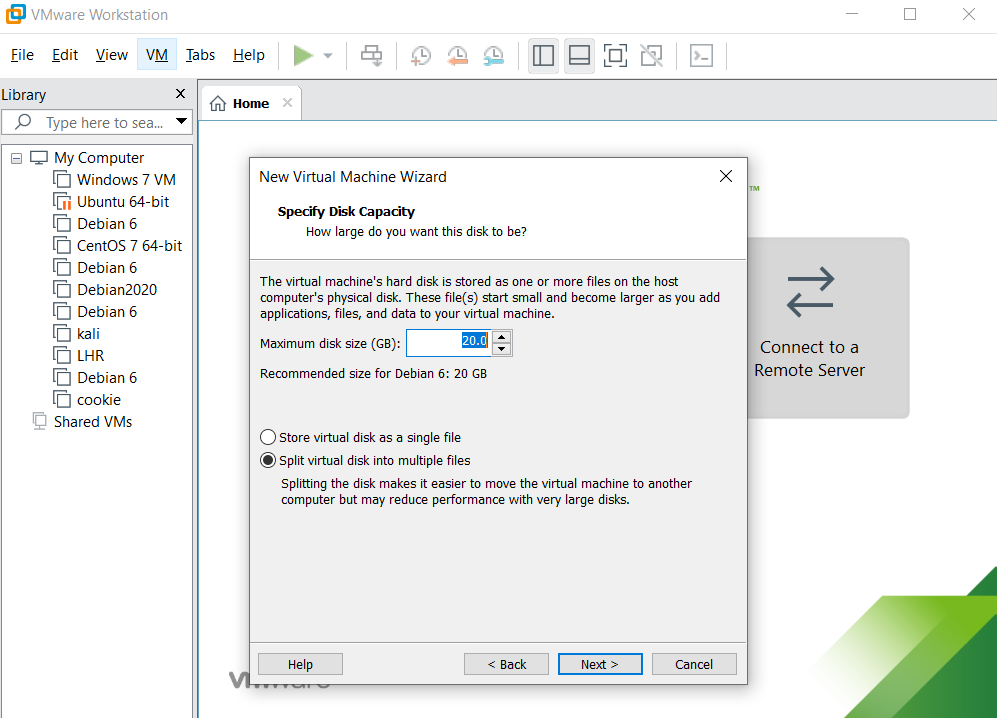 VMware Workstation
File Edit View VM Tabs Help
Library
Type here to sea...
My Computer
Windows 7 VM
Ubuntu 64-bit
Debian 6
CentOS 7 64-bit
Debian 6
Debian2020
Debian 6
kali
LHR
Debian 6
cookie
Shared VMs
Home
New Virtual Machine Wizard
Specify Disk Capacity
How large do you want this disk to be?
The virtual machine's hard disk is stored as one or more files on the host
computer's physical disk. These file(s) start small and become larger as you add
applications, files, and data to your virtual machine.
Maximum disk size (GB): 20.0
Recommended size for Debian 6: 20 GB
Store virtual disk as a single file
Split virtual disk into multiple files
Splitting the disk makes it easier to move the virtual machine to another
computer but may reduce performance with very large disks.
Help < Back Next > Cancel
TM
Connect to a
Remote Server
vmware